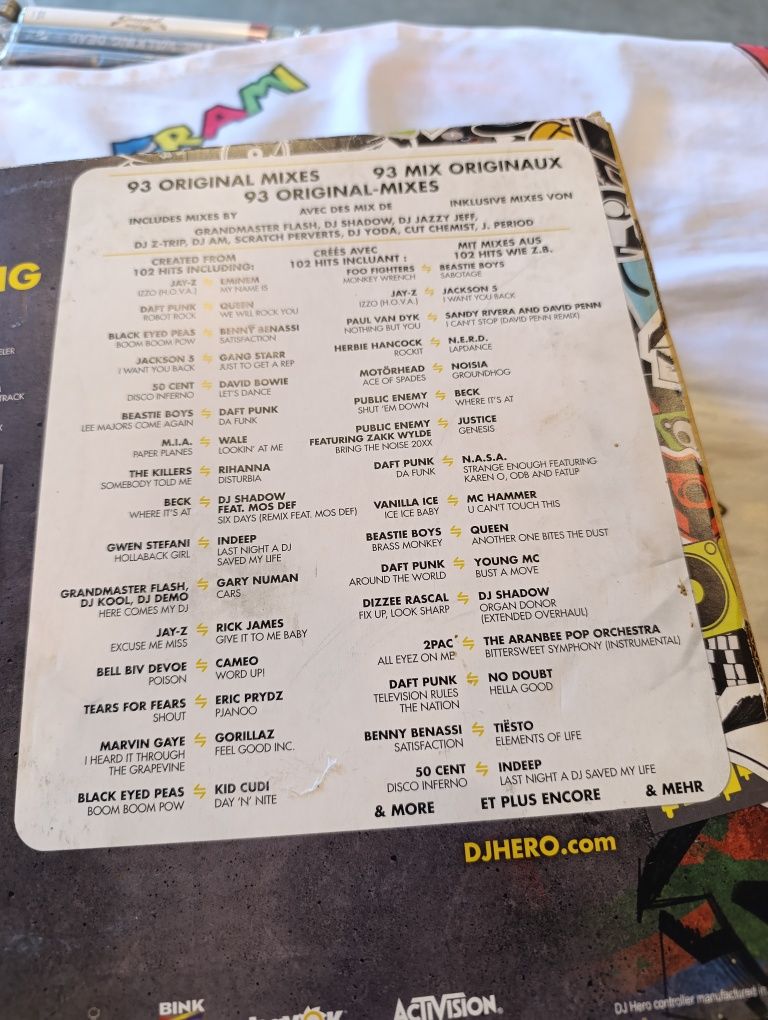 FRAMI
93 ORIGINAL MIXES
93 MIX ORIGINAUX
93 ORIGINAL-MIXES
INCLUDES MIXES BY
AVEC DES MIX DE
INKLUSIVE MIXES VON
GRANDMASTER FLASH, DJ SHADOW, DJ JAZZY JEFF,
DJ Z-TRIP, DJ AM, SCRATCH PERVERTS, DJ YODA, CUT CHEMIST, J. PERIOD
CREATED FROM
102 HITS INCLUDING:
CRÉÉS AVEC
102 HITS INCLUANT :
MIT MIXES AUS
102 HITS WIE Z.B.
JAY-Z ⇋ EMINEM
IZZO (H.O.V.A.) MY NAME IS
DAFT PUNK ⇋ QUEEN
ROBOT ROCK WE WILL ROCK YOU
BLACK EYED PEAS ⇋ BENNY BENASSI
BOOM BOOM POW SATISFACTION
JACKSON 5 ⇋ GANG STARR
I WANT YOU BACK JUST TO GET A REP
50 CENT ⇋ DAVID BOWIE
DISCO INFERNO LET'S DANCE
BEASTIE BOYS ⇋ DAFT PUNK
LEE MAJORS COME AGAIN DA FUNK
M.I.A. ⇋ WALE
PAPER PLANES LOOKIN' AT ME
THE KILLERS ⇋ RIHANNA
SOMEBODY TOLD ME DISTURBIA
BECK ⇋ DJ SHADOW
WHERE IT'S AT FEAT. MOS DEF
SIX DAYS (REMIX FEAT. MOS DEF)
GWEN STEFANI ⇋ INDEEP
HOLLABACK GIRL LAST NIGHT A DJ
SAVED MY LIFE
GRANDMASTER FLASH, ⇋ GARY NUMAN
DJ KOOL, DJ DEMO CARS
HERE COMES MY DJ
JAY-Z ⇋ RICK JAMES
EXCUSE ME MISS GIVE IT TO ME BABY
BELL BIV DEVOE ⇋ CAMEO
POISON WORD UP!
TEARS FOR FEARS ⇋ ERIC PRYDZ
SHOUT PJANOO
MARVIN GAYE ⇋ GORILLAZ
I HEARD IT THROUGH FEEL GOOD INC.
THE GRAPEVINE
BLACK EYED PEAS ⇋ KID CUDI
BOOM BOOM POW DAY 'N' NITE
FOO FIGHTERS ⇋ BEASTIE BOYS
MONKEY WRENCH SABOTAGE
JAY-Z ⇋ JACKSON 5
IZZO (H.O.V.A.) I WANT YOU BACK
PAUL VAN DYK ⇋ SANDY RIVERA AND DAVID PENN
NOTHING BUT YOU I CAN'T STOP (DAVID PENN REMIX)
HERBIE HANCOCK ⇋ N.E.R.D.
ROCKIT LAPDANCE
MOTÖRHEAD ⇋ NOISIA
ACE OF SPADES GROUNDHOG
PUBLIC ENEMY ⇋ BECK
SHUT 'EM DOWN WHERE IT'S AT
PUBLIC ENEMY ⇋ JUSTICE
FEATURING ZAKK WYLDE GENESIS
BRING THE NOISE 20XX
DAFT PUNK ⇋ N.A.S.A.
DA FUNK STRANGE ENOUGH FEATURING
KAREN O, ODB AND FATLIP
VANILLA ICE ⇋ MC HAMMER
ICE ICE BABY U CAN'T TOUCH THIS
BEASTIE BOYS ⇋ QUEEN
BRASS MONKEY ANOTHER ONE BITES THE DUST
DAFT PUNK ⇋ YOUNG MC
AROUND THE WORLD BUST A MOVE
DIZZEE RASCAL ⇋ DJ SHADOW
FIX UP, LOOK SHARP ORGAN DONOR
(EXTENDED OVERHAUL)
2PAC ⇋ THE ARANBEE POP ORCHESTRA
ALL EYEZ ON ME BITTERSWEET SYMPHONY (INSTRUMENTAL)
DAFT PUNK ⇋ NO DOUBT
TELEVISION RULES HELLA GOOD
THE NATION
BENNY BENASSI ⇋ TIËSTO
SATISFACTION ELEMENTS OF LIFE
50 CENT ⇋ INDEEP
DISCO INFERNO LAST NIGHT A DJ SAVED MY LIFE
& MORE ET PLUS ENCORE & MEHR
DJHERO.com
BINK
ACTIVISION
DJ Hero controller manufactured in